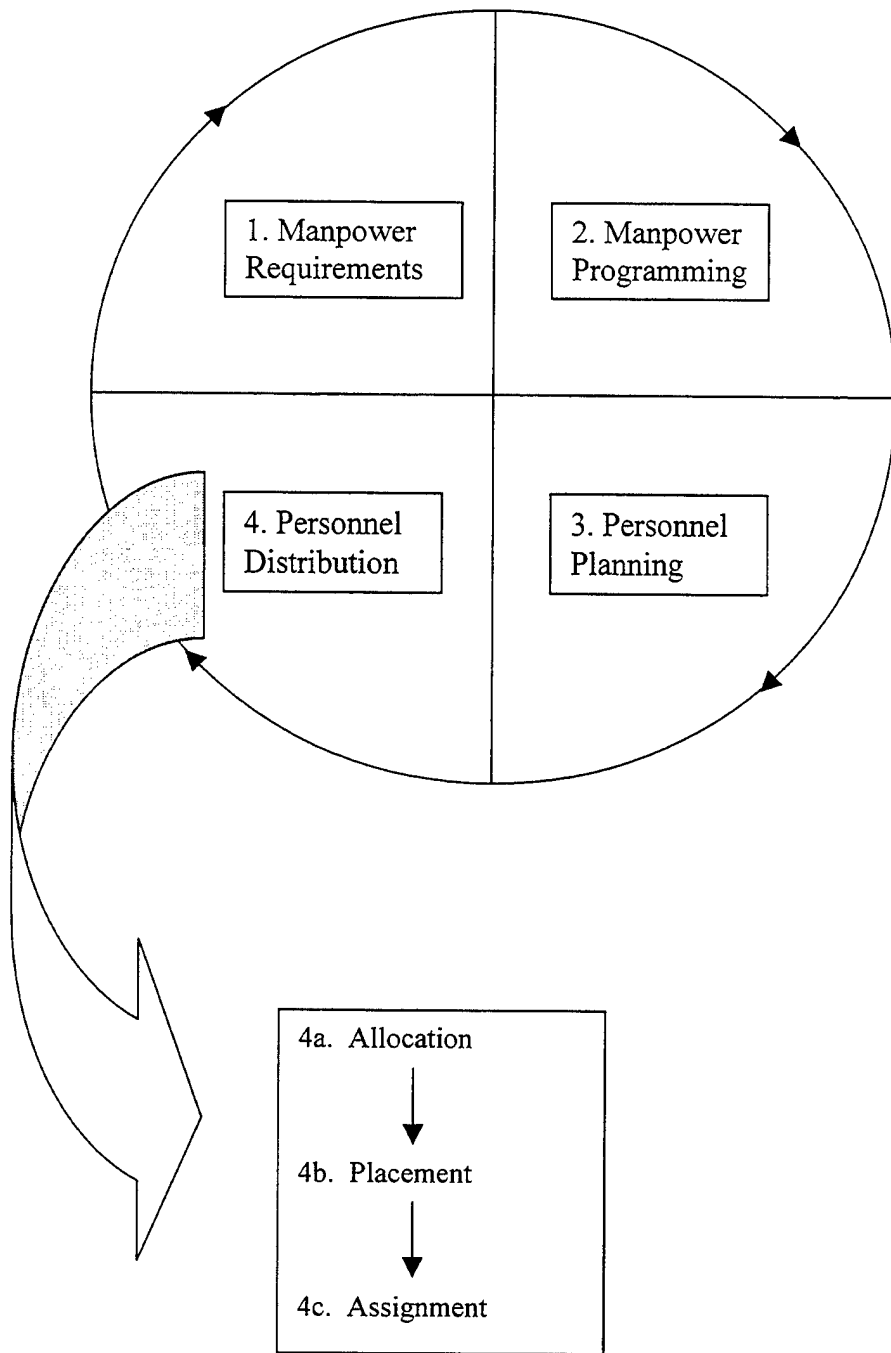 1. Manpower
Requirements
2. Manpower
Programming
4. Personnel
Distribution
3. Personnel
Planning
4a. Allocation
4b. Placement
4c. Assignment